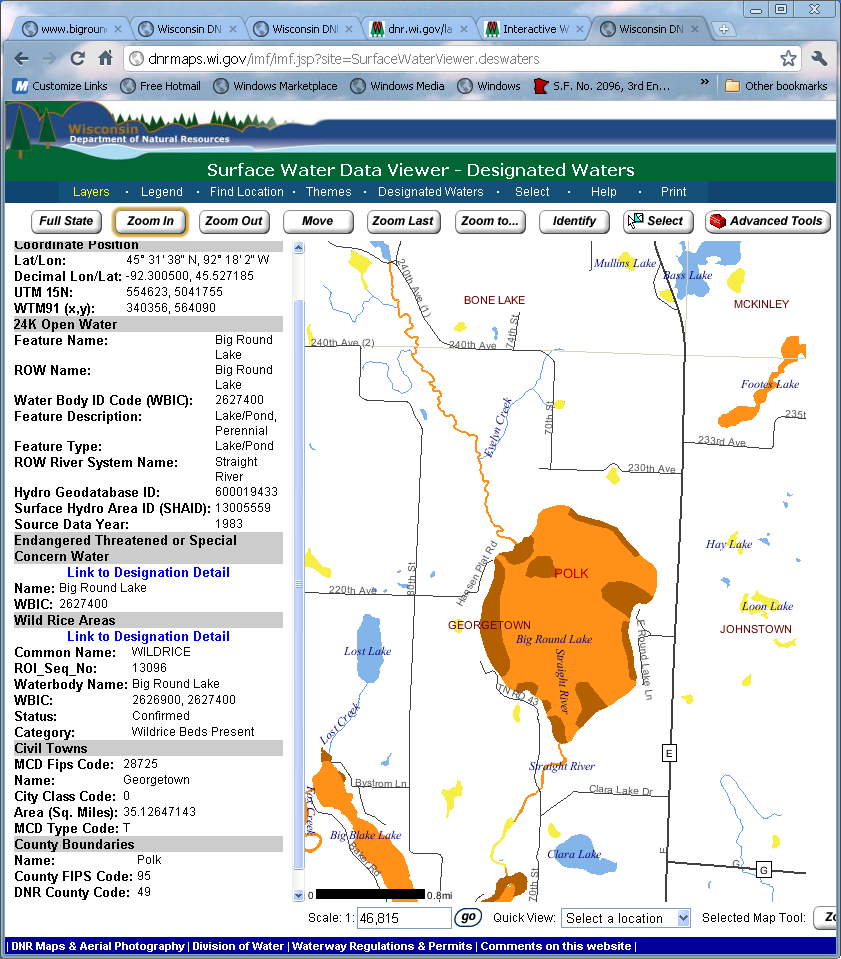 www.bigroun
Wisconsin DN
Wisconsin DN
dnr.wi.gov/la
Interactive W
Wisconsin DN
dnrmaps.wi.gov/imf/imf.jsp?site=SurfaceWaterViewer.deswaters
Customize Links Free Hotmail Windows Marketplace Windows Media Windows S.F. No. 2096, 3rd En... » Other bookmarks
Wisconsin
Department of Natural Resources
Surface Water Data Viewer - Designated Waters
Layers · Legend · Find Location · Themes · Designated Waters · Select · Help · Print
Full State Zoom In Zoom Out Move Zoom Last Zoom to... Identify Select Advanced Tools
Coordinate Position
Lat/Lon: 45° 31' 38" N, 92° 18' 2" W
Decimal Lon/Lat: -92.300500, 45.527185
UTM 15N: 554623, 5041755
WTM91 (x,y): 340356, 564090
24K Open Water
Feature Name: Big Round
Lake
ROW Name: Big Round
Lake
Water Body ID Code (WBIC): 2627400
Feature Description: Lake/Pond,
Perennial
Feature Type: Lake/Pond
ROW River System Name: Straight
River
Hydro Geodatabase ID: 600019433
Surface Hydro Area ID (SHAID): 13005559
Source Data Year: 1983
Endangered Threatened or Special
Concern Water
Link to Designation Detail
Name: Big Round Lake
WBIC: 2627400
Wild Rice Areas
Link to Designation Detail
Common Name: WILDRICE
ROI_Seq_No: 13096
Waterbody Name: Big Round Lake
WBIC: 2626900, 2627400
Status: Confirmed
Category: Wildrice Beds Present
Civil Towns
MCD Fips Code: 28725
Name: Georgetown
City Class Code: 0
Area (Sq. Miles): 35.12647143
MCD Type Code: T
County Boundaries
Name: Polk
County FIPS Code: 95
DNR County Code: 49
Mullins Lake
Bass Lake
240th Ave (1)
BONE LAKE
MCKINLEY
74th St
240th Ave (2)
240th Ave
Footes Lake
Evelyn Creek
70th St
235t
233rd Ave
230th Ave
Hay Lake
Hansen Plat Rd
POLK
80th St
220th Ave
Loon Lake
GEORGETOWN
JOHNSTOWN
Big Round Lake
E Round Lake Ln
Lost Lake
Straight River
TN RD 43
Lost Creek
E
Straight River
Bystrom Ln
Clara Lake Dr
Big Blake Lake
Baker Rd
Clara Lake
E
G
G
70th St
0 0.8mi
Scale: 1: 46,815 go Quick View: Select a location Selected Map Tool: Zo
| DNR Maps & Aerial Photography | Division of Water | Waterway Regulations & Permits | Comments on this website |